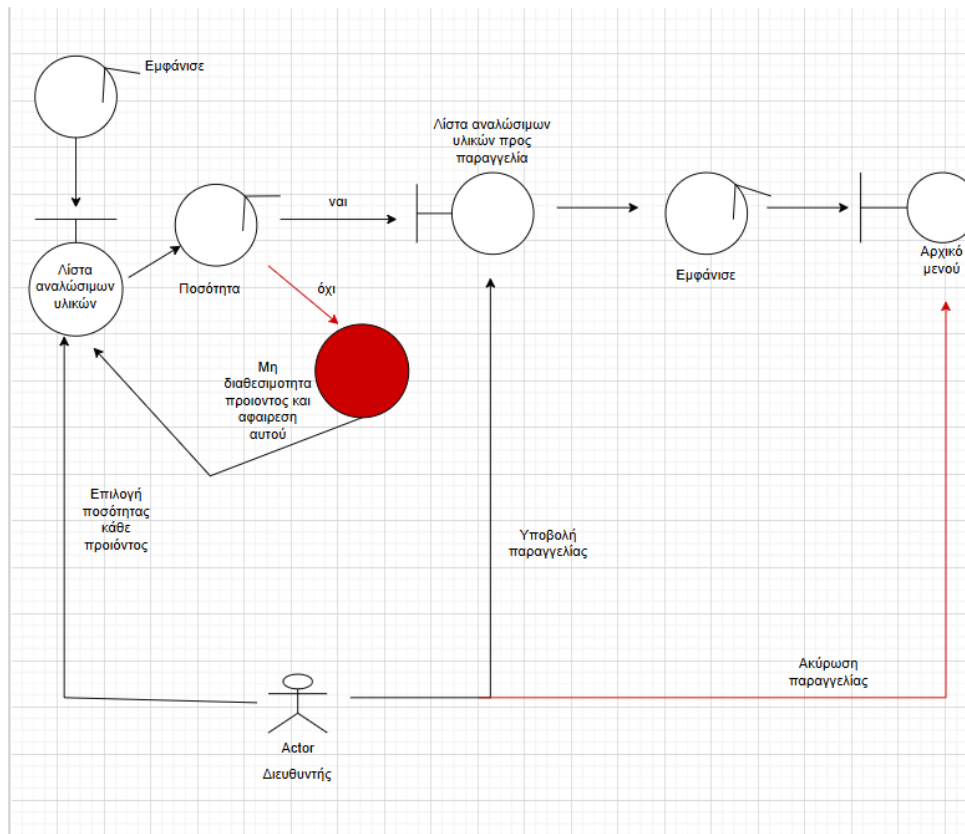 Εμφάνισε
Λίστα αναλώσιμων
υλικών προς
παραγγελία
ναι
Λίστα
αναλώσιμων
υλικών
Ποσότητα
όχι
Εμφάνισε
Αρχικό
μενού
Μη
διαθεσιμοτητα
προιοντος και
αφαιρεση
αυτού
Επιλογή
ποσότητας
κάθε
προιόντος
Υποβολή
παραγγελίας
Ακύρωση
παραγγελίας
Actor
Διευθυντής